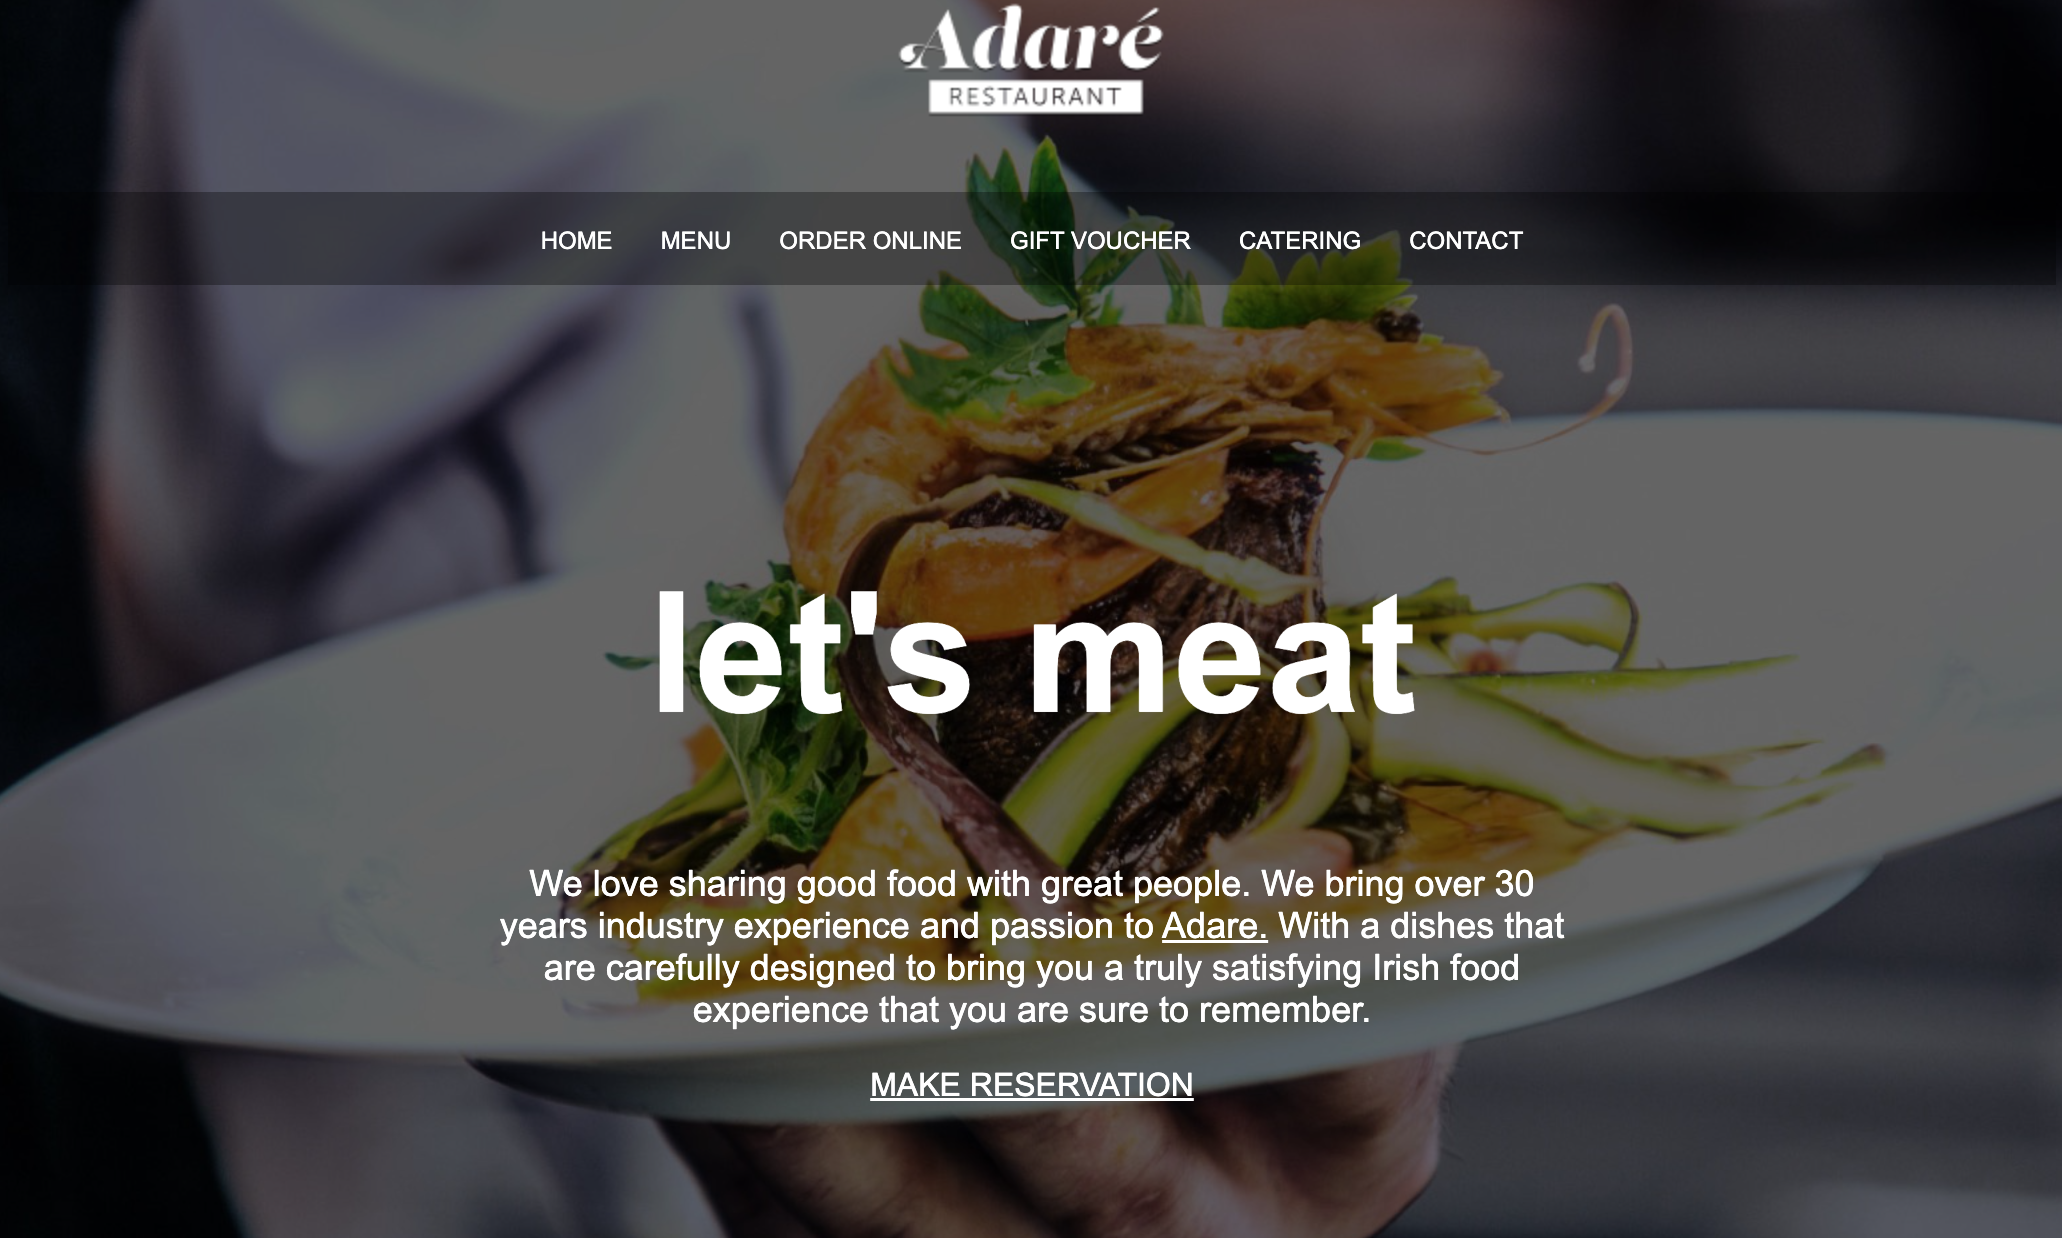 Adaré
RESTAURANT
HOME MENU ORDER ONLINE GIFT VOUCHER CATERING CONTACT
let's meat
We love sharing good food with great people. We bring over 30
years industry experience and passion to Adare. With a dishes that
are carefully designed to bring you a truly satisfying Irish food
experience that you are sure to remember.
MAKE RESERVATION